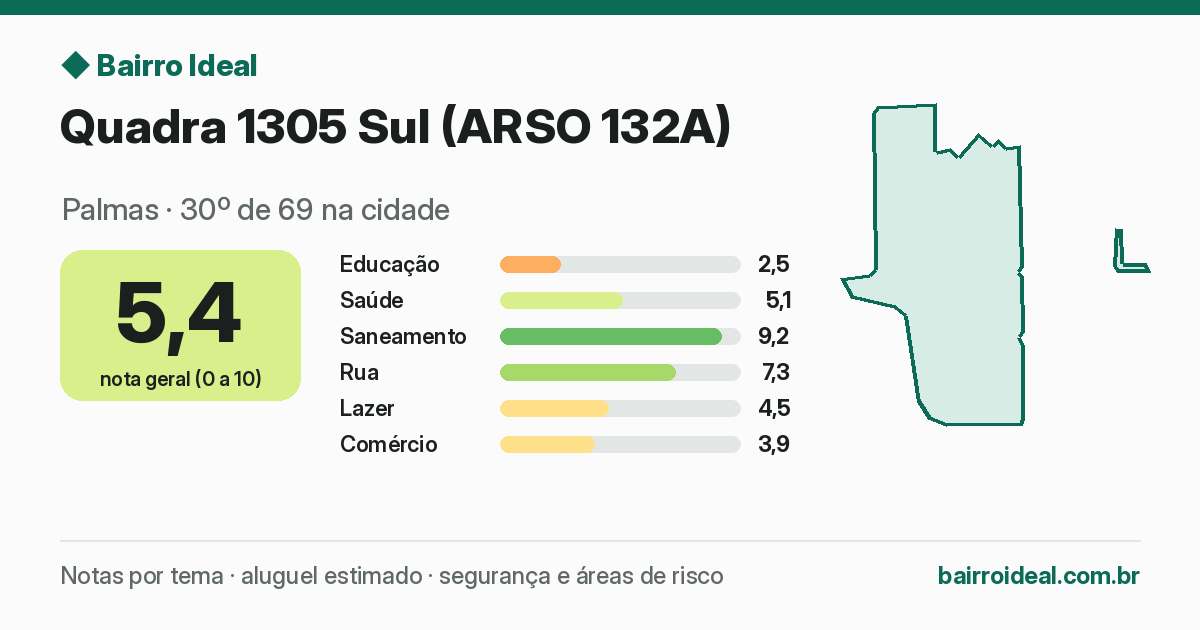 Bairro Ideal
Quadra 1305 Sul (ARSO 132A)
Palmas · 30º de 69 na cidade
5,4
nota geral (0 a 10)
Educação 2,5
Saúde 5,1
Saneamento 9,2
Rua 7,3
Lazer 4,5
Comércio 3,9
Notas por tema · aluguel estimado · segurança e áreas de risco
bairroideal.com.br